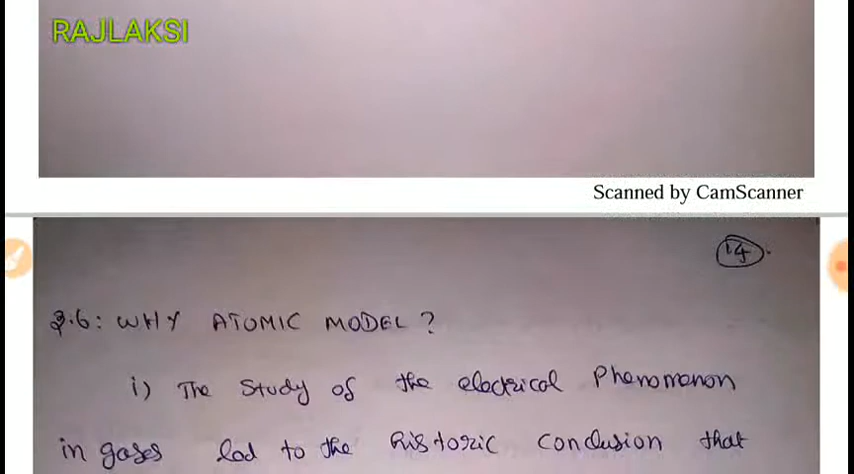 RAJLAKSI
Scanned by CamScanner
14.
2.6: WHY ATOMIC MODEL?
i) The Study of the electrical Phenomenon
in gases led to the historic conclusion that